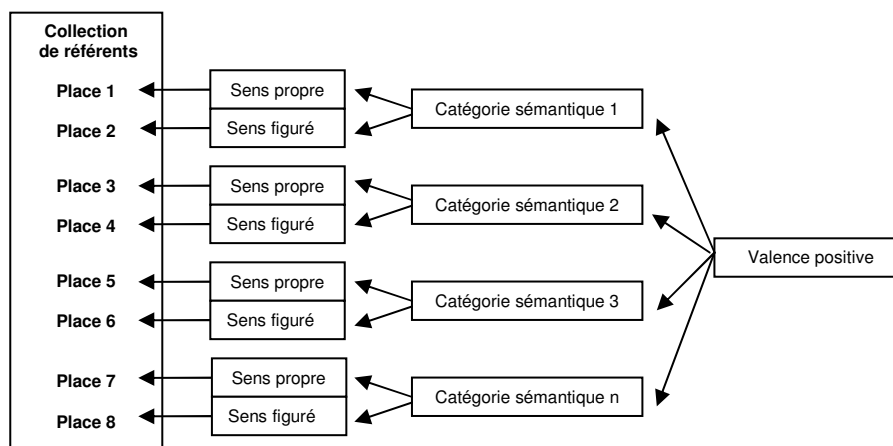 Collection
de référents
Place 1
Sens propre
Catégorie sémantique 1
Place 2
Sens figuré
Place 3
Sens propre
Catégorie sémantique 2
Place 4
Sens figuré
Valence positive
Place 5
Sens propre
Catégorie sémantique 3
Place 6
Sens figuré
Place 7
Sens propre
Catégorie sémantique n
Place 8
Sens figuré